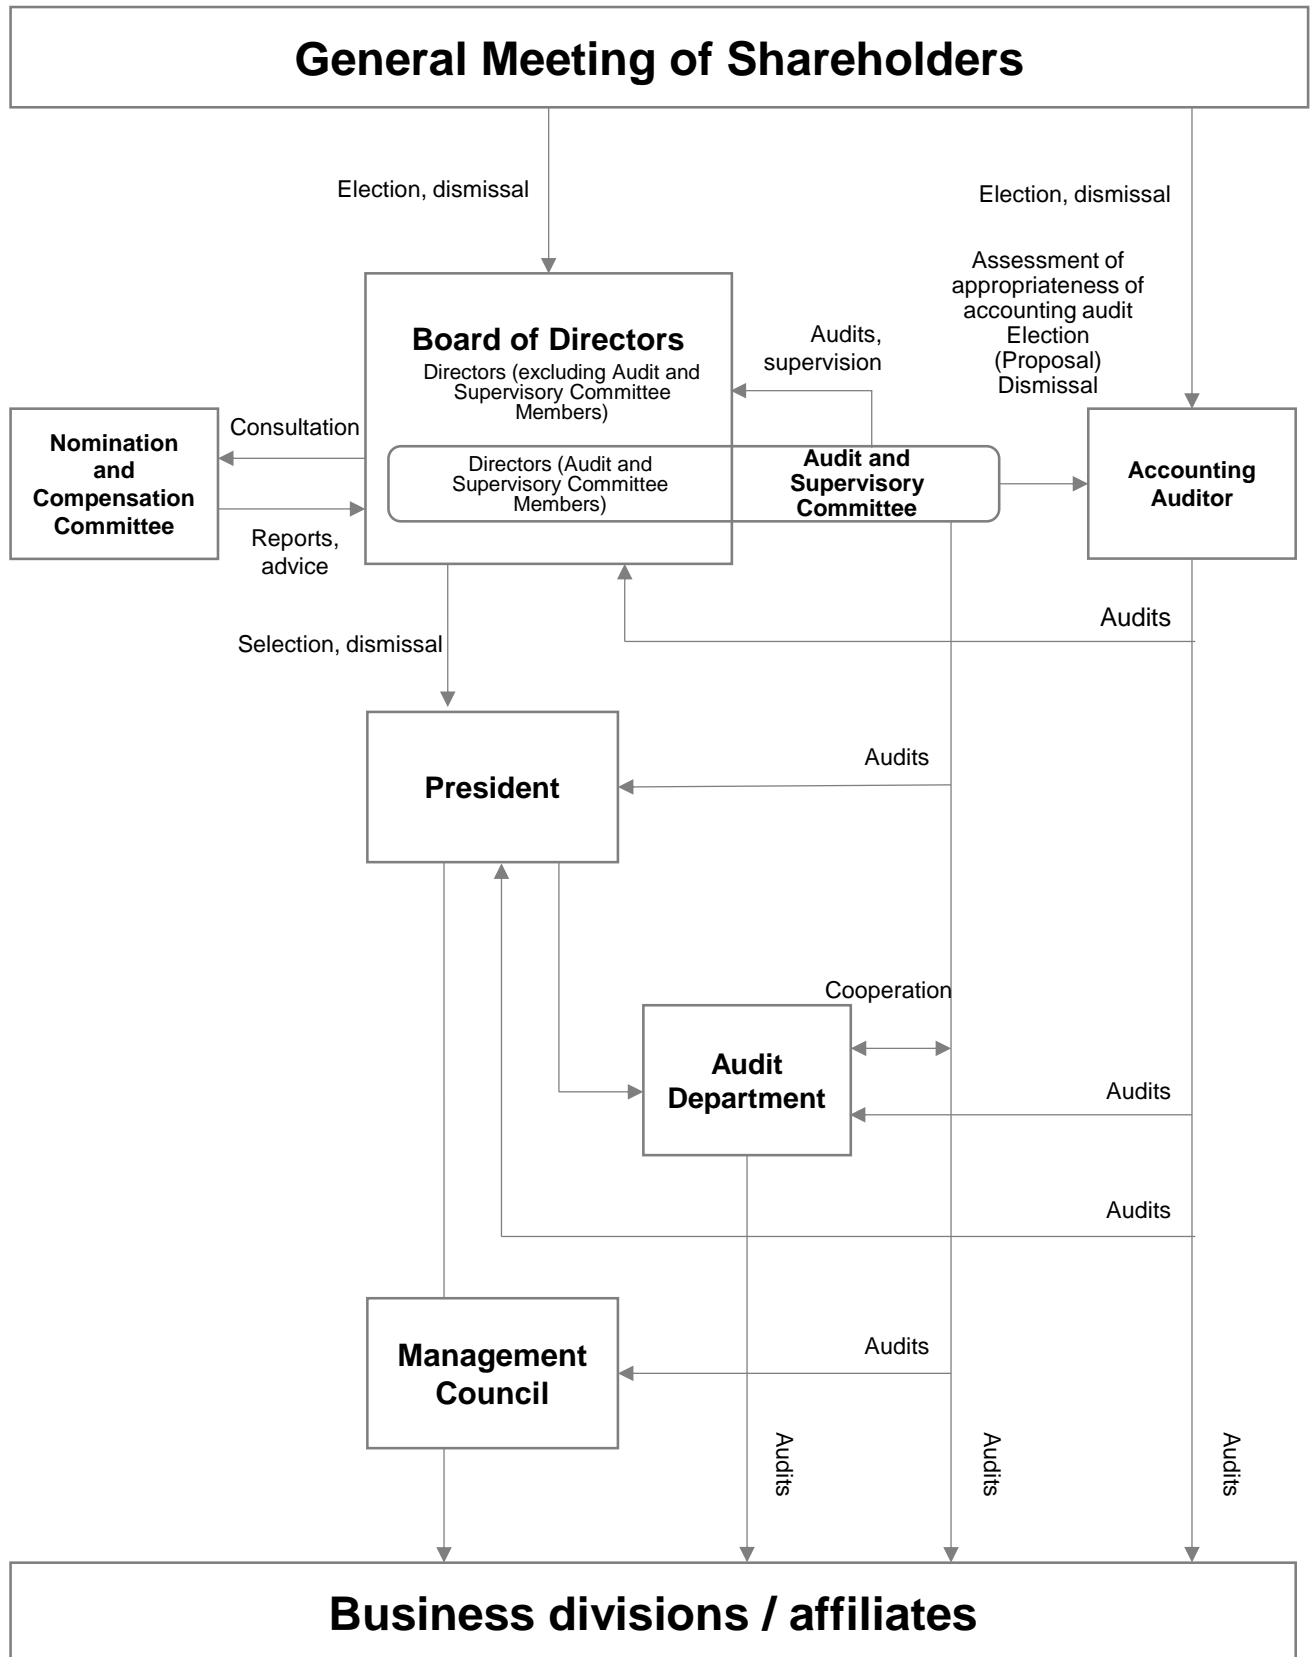 General Meeting of Shareholders
Election, dismissal
Election, dismissal
Assessment of
appropriateness of
accounting audit
Election
(Proposal)
Dismissal
Board of Directors
Directors (excluding Audit and
Supervisory Committee
Members)
Audits,
supervision
Nomination
and
Compensation
Committee
Consultation
Reports,
advice
Directors (Audit and
Supervisory Committee
Members)
Audit and
Supervisory
Committee
Accounting
Auditor
Audits
Selection, dismissal
President
Audits
Cooperation
Audit
Department
Audits
Audits
Management
Council
Audits
Audits
Audits
Audits
Business divisions / affiliates